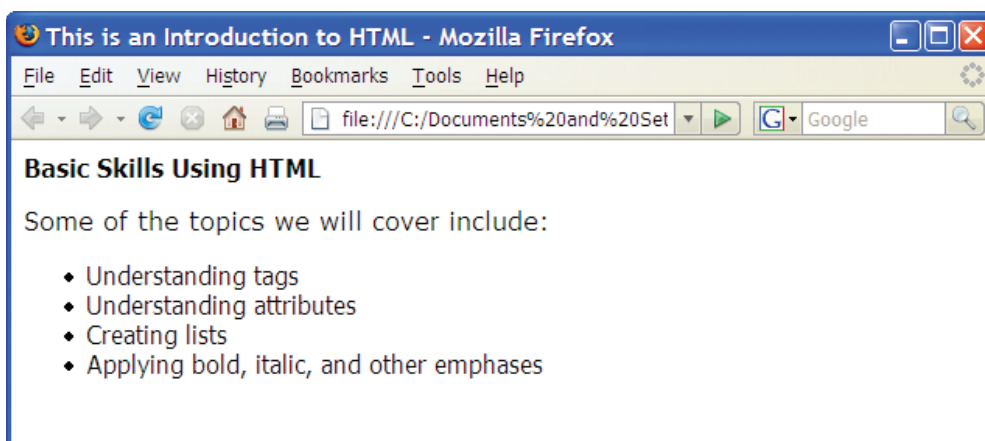 This is an Introduction to HTML - Mozilla Firefox
File Edit View History Bookmarks Tools Help
file:///C:/Documents%20and%20Set G Google
Basic Skills Using HTML
Some of the topics we will cover include:
• Understanding tags
• Understanding attributes
• Creating lists
• Applying bold, italic, and other emphases